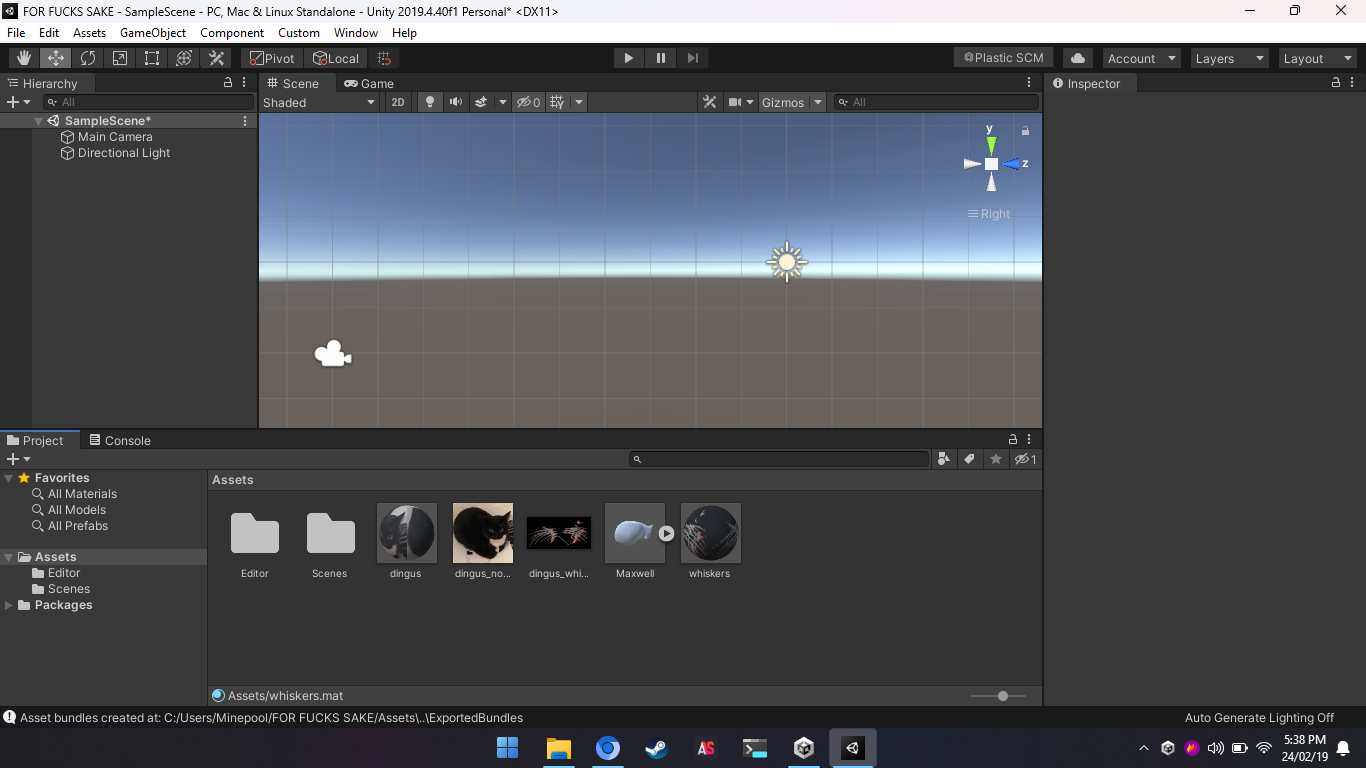 FOR FUCKS SAKE - SampleScene - PC, Mac & Linux Standalone - Unity 2019.4.40f1 Personal* <DX11>
File Edit Assets GameObject Component Custom Window Help
Pivot Local Plastic SCM Account Layers Layout
Hierarchy Scene Game Inspector
All Shaded 2D 0 Gizmos All
SampleScene*
Main Camera
Directional Light
y
z
Right
Project Console
1
Favorites
All Materials
All Models
All Prefabs
Assets
Editor
Scenes
Packages
Assets
Editor Scenes dingus dingus_no... dingus_whi... Maxwell whiskers
Assets/whiskers.mat
Asset bundles created at: C:/Users/Minepool/FOR FUCKS SAKE/Assets\..\ExportedBundles Auto Generate Lighting Off
AS
5:38 PM
24/02/19